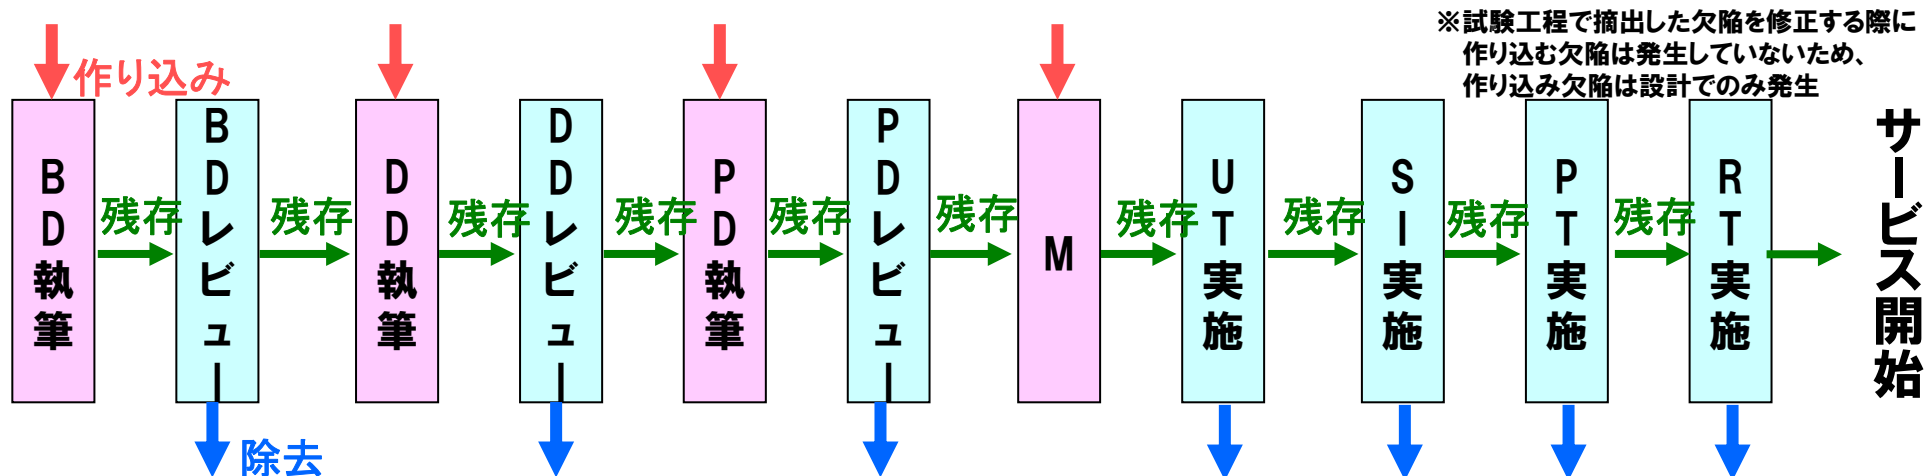 ※試験工程で摘出した欠陥を修正する際に
作り込む欠陥は発生していないため、
作り込み欠陥は設計でのみ発生
作り込み
BD執筆
残存
BDレビュー
残存
DD執筆
残存
DDレビュー
残存
PD執筆
残存
PDレビュー
残存
M
残存
UT実施
残存
SI実施
残存
PT実施
残存
RT実施
サービス開始
除去